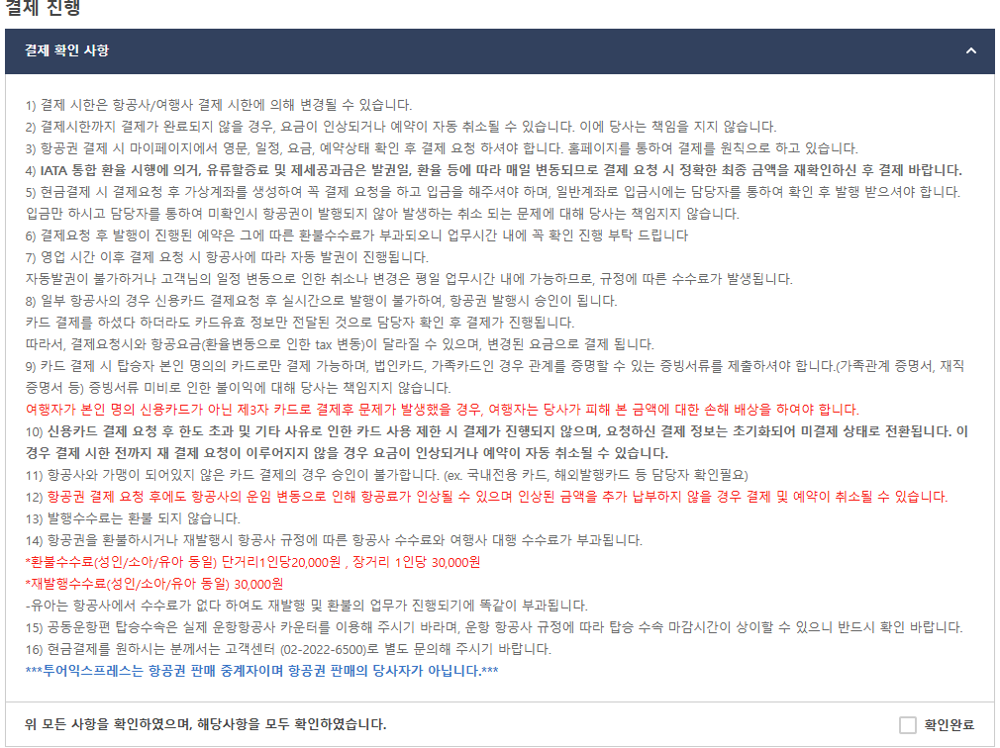 결제 진행
결제 확인 사항
1) 결제 시한은 항공사/여행사 결제 시한에 의해 변경될 수 있습니다.
2) 결제시한까지 결제가 완료되지 않을 경우, 요금이 인상되거나 예약이 자동 취소될 수 있습니다. 이에 당사는 책임을 지지 않습니다.
3) 항공권 결제 시 마이페이지에서 영문, 일정, 요금, 예약상태 확인 후 결제 요청 하셔야 합니다. 홈페이지를 통하여 결제를 원칙으로 하고 있습니다.
4) IATA 통합 환율 시행에 의거, 유류할증료 및 제세공과금은 발권일, 환율 등에 따라 매일 변동되므로 결제 요청 시 정확한 최종 금액을 재확인하신 후 결제 바랍니다.
5) 현금결제 시 결제요청 후 가상계좌를 생성하여 꼭 결제 요청을 하고 입금을 해주셔야 하며, 일반계좌로 입금시에는 담당자를 통하여 확인 후 발행 받으셔야 합니다.
입금만 하시고 담당자를 통하여 미확인시 항공권이 발행되지 않아 발생하는 취소 되는 문제에 대해 당사는 책임지지 않습니다.
6) 결제요청 후 발행이 진행된 예약은 그에 따른 환불수수료가 부과되오니 업무시간 내에 꼭 확인 진행 부탁 드립니다
7) 영업 시간 이후 결제 요청 시 항공사에 따라 자동 발권이 진행됩니다.
자동발권이 불가하거나 고객님의 일정 변동으로 인한 취소나 변경은 평일 업무시간 내에 가능하므로, 규정에 따른 수수료가 발생됩니다.
8) 일부 항공사의 경우 신용카드 결제요청 후 실시간으로 발행이 불가하여, 항공권 발행시 승인이 됩니다.
카드 결제를 하셨다 하더라도 카드유효 정보만 전달된 것으로 담당자 확인 후 결제가 진행됩니다.
따라서, 결제요청시와 항공요금(환율변동으로 인한 tax 변동)이 달라질 수 있으며, 변경된 요금으로 결제 됩니다.
9) 카드 결제 시 탑승자 본인 명의의 카드로만 결제 가능하며, 법인카드, 가족카드인 경우 관계를 증명할 수 있는 증빙서류를 제출하셔야 합니다.(가족관계 증명서, 재직
증명서 등) 증빙서류 미비로 인한 불이익에 대해 당사는 책임지지 않습니다.
여행자가 본인 명의 신용카드가 아닌 제3자 카드로 결제후 문제가 발생했을 경우, 여행자는 당사가 피해 본 금액에 대한 손해 배상을 하여야 합니다.
10) 신용카드 결제 요청 후 한도 초과 및 기타 사유로 인한 카드 사용 제한 시 결제가 진행되지 않으며, 요청하신 결제 정보는 초기화되어 미결제 상태로 전환됩니다. 이
경우 결제 시한 전까지 재 결제 요청이 이루어지지 않을 경우 요금이 인상되거나 예약이 자동 취소될 수 있습니다.
11) 항공사와 가맹이 되어있지 않은 카드 결제의 경우 승인이 불가합니다. (ex. 국내전용 카드, 해외발행카드 등 담당자 확인필요)
12) 항공권 결제 요청 후에도 항공사의 운임 변동으로 인해 항공료가 인상될 수 있으며 인상된 금액을 추가 납부하지 않을 경우 결제 및 예약이 취소될 수 있습니다.
13) 발행수수료는 환불 되지 않습니다.
14) 항공권을 환불하시거나 재발행시 항공사 규정에 따른 항공사 수수료와 여행사 대행 수수료가 부과됩니다.
*환불수수료(성인/소아/유아 동일) 단거리1인당20,000원 , 장거리 1인당 30,000원
*재발행수수료(성인/소아/유아 동일) 30,000원
-유아는 항공사에서 수수료가 없다 하여도 재발행 및 환불의 업무가 진행되기에 똑같이 부과됩니다.
15) 공동운항편 탑승수속은 실제 운항항공사 카운터를 이용해 주시기 바라며, 운항 항공사 규정에 따라 탑승 수속 마감시간이 상이할 수 있으니 반드시 확인 바랍니다.
16) 현금결제를 원하시는 분께서는 고객센터 (02-2022-6500)로 별도 문의해 주시기 바랍니다.
***투어익스프레스는 항공권 판매 중계자이며 항공권 판매의 당사자가 아닙니다.***
위 모든 사항을 확인하였으며, 해당사항을 모두 확인하였습니다.
확인완료